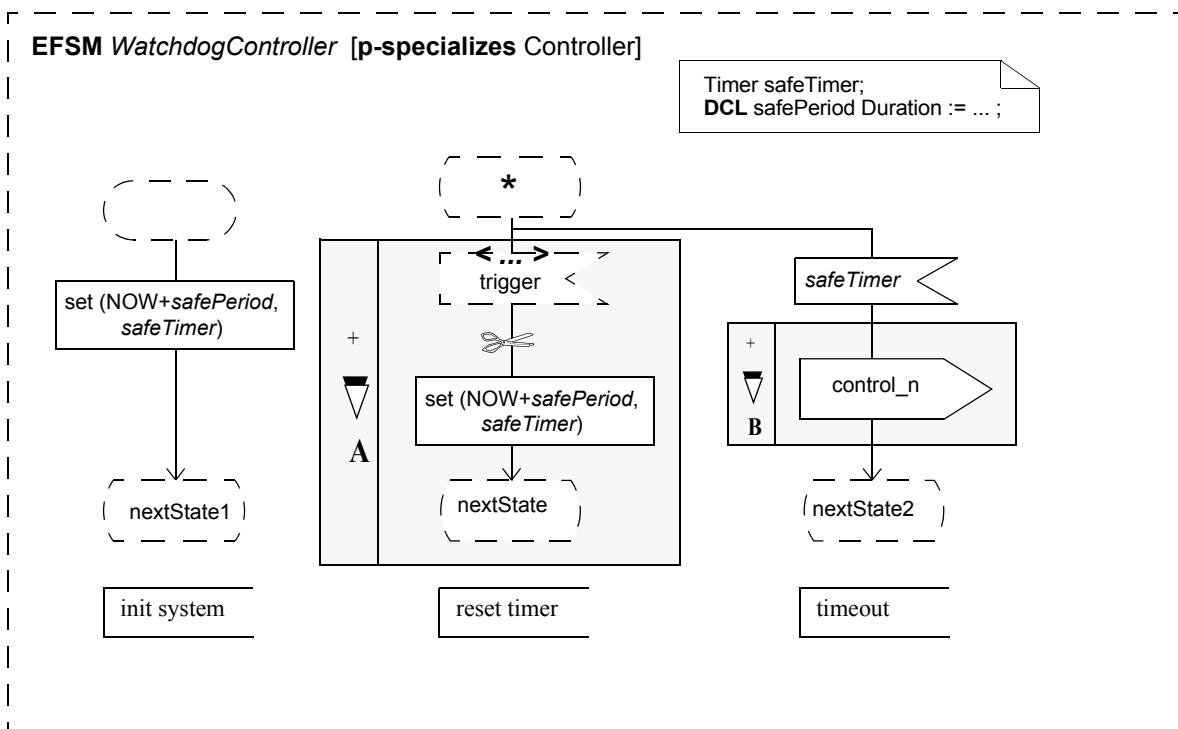 EFSM WatchdogController [p-specializes Controller]
Timer safeTimer;
DCL safePeriod Duration := ... ;
*
set (NOW+safePeriod,
safeTimer)
nextState1
init system
+
A
< ... >
trigger
set (NOW+safePeriod,
safeTimer)
nextState
reset timer
safeTimer
+
B
control_n
nextState2
timeout